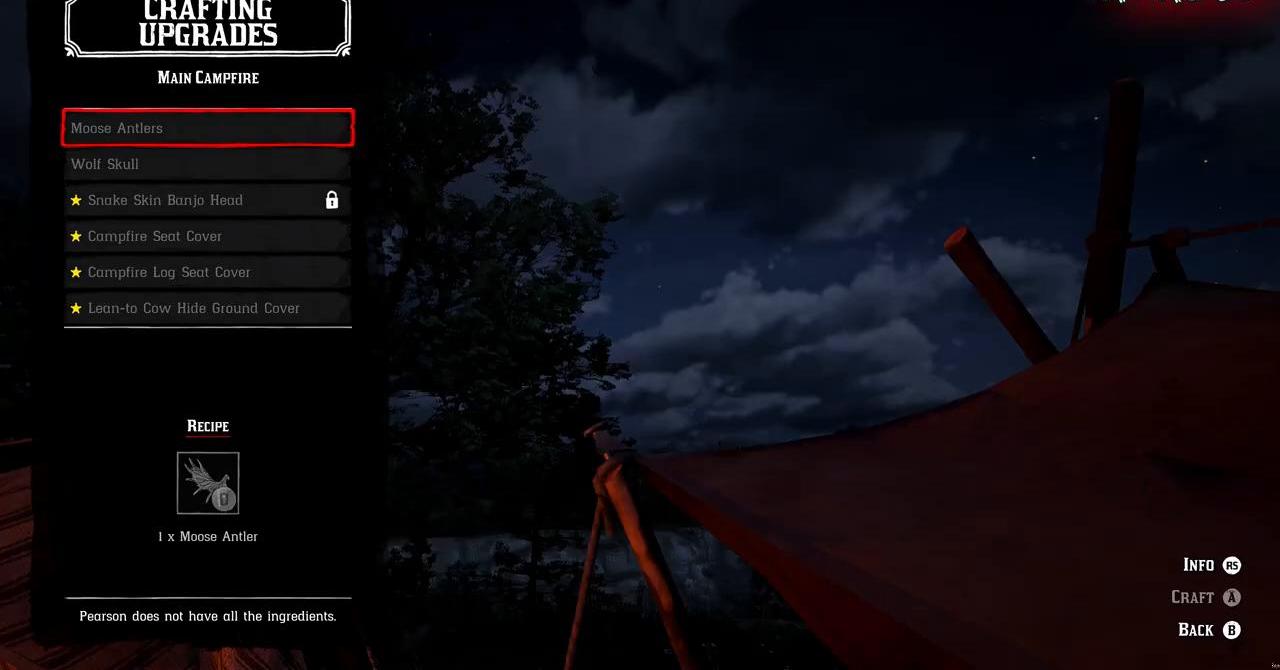 CRAFTING
UPGRADES
MAIN CAMPFIRE
Moose Antlers
Wolf Skull
Snake Skin Banjo Head
Campfire Seat Cover
Campfire Log Seat Cover
Lean-to Cow Hide Ground Cover
RECIPE
1 x Moose Antler
Pearson does not have all the ingredients.
INFO RS
CRAFT A
BACK B